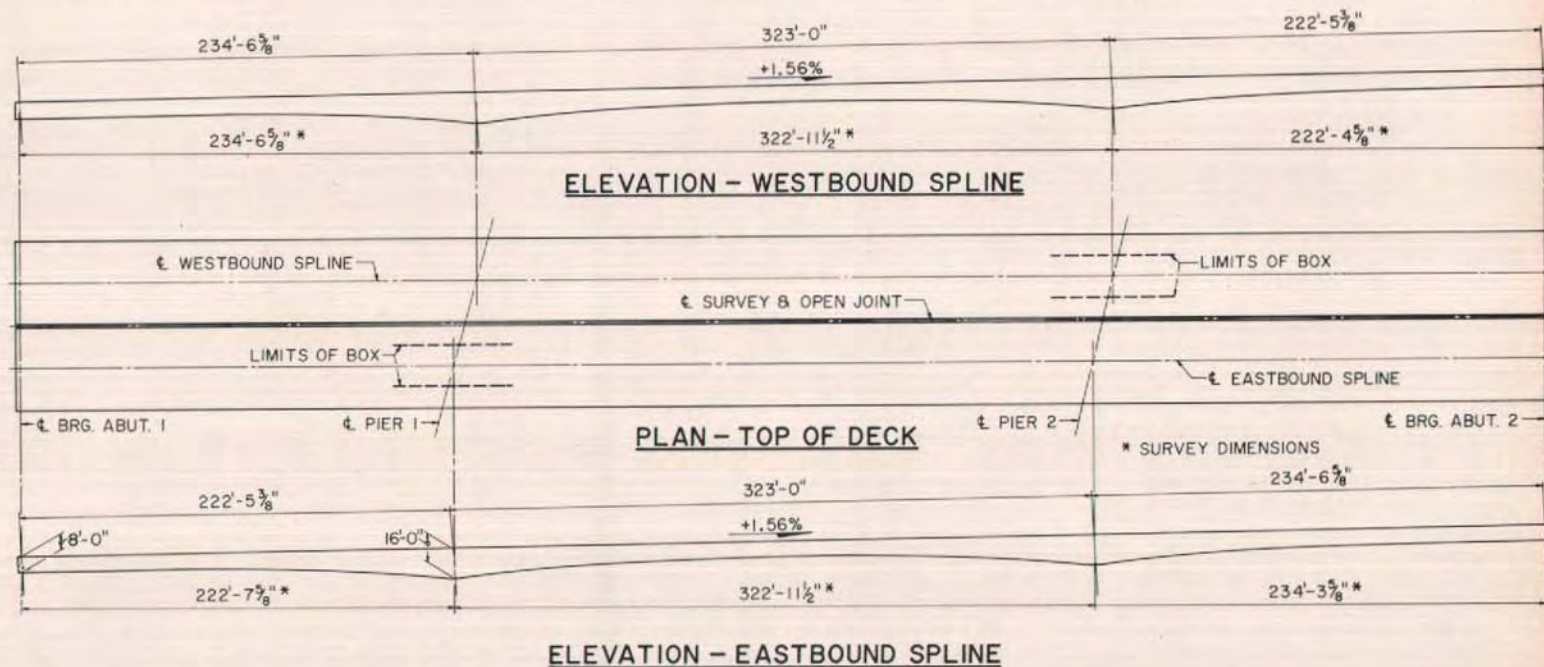 234'-6⅝"
323'-0"
222'-5⅜"
+1.56%
234'-6⅝" *
322'-11½" *
222'-4⅝" *
ELEVATION – WESTBOUND SPLINE
℄ WESTBOUND SPLINE
LIMITS OF BOX
℄ SURVEY & OPEN JOINT
LIMITS OF BOX
℄ EASTBOUND SPLINE
℄ BRG. ABUT. 1
℄ PIER 1
PLAN – TOP OF DECK
℄ PIER 2
℄ BRG. ABUT. 2
* SURVEY DIMENSIONS
222'-5⅜"
323'-0"
234'-6⅝"
+1.56%
8'-0"
16'-0"
222'-7⅝" *
322'-11½" *
234'-3⅝" *
ELEVATION – EASTBOUND SPLINE